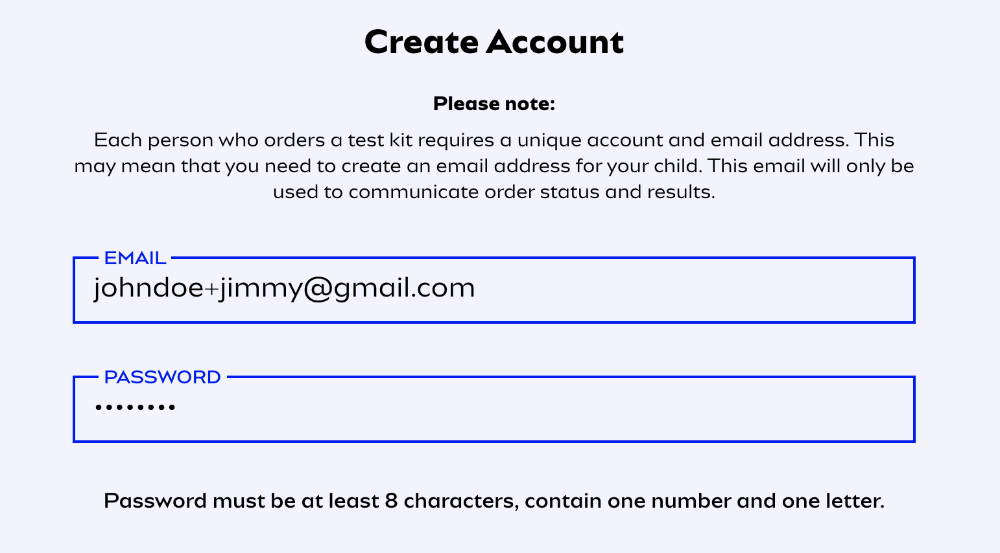 Create Account
Please note:
Each person who orders a test kit requires a unique account and email address. This
may mean that you need to create an email address for your child. This email will only be
used to communicate order status and results.
EMAIL
johndoe+jimmy@gmail.com
PASSWORD
••••••••
Password must be at least 8 characters, contain one number and one letter.